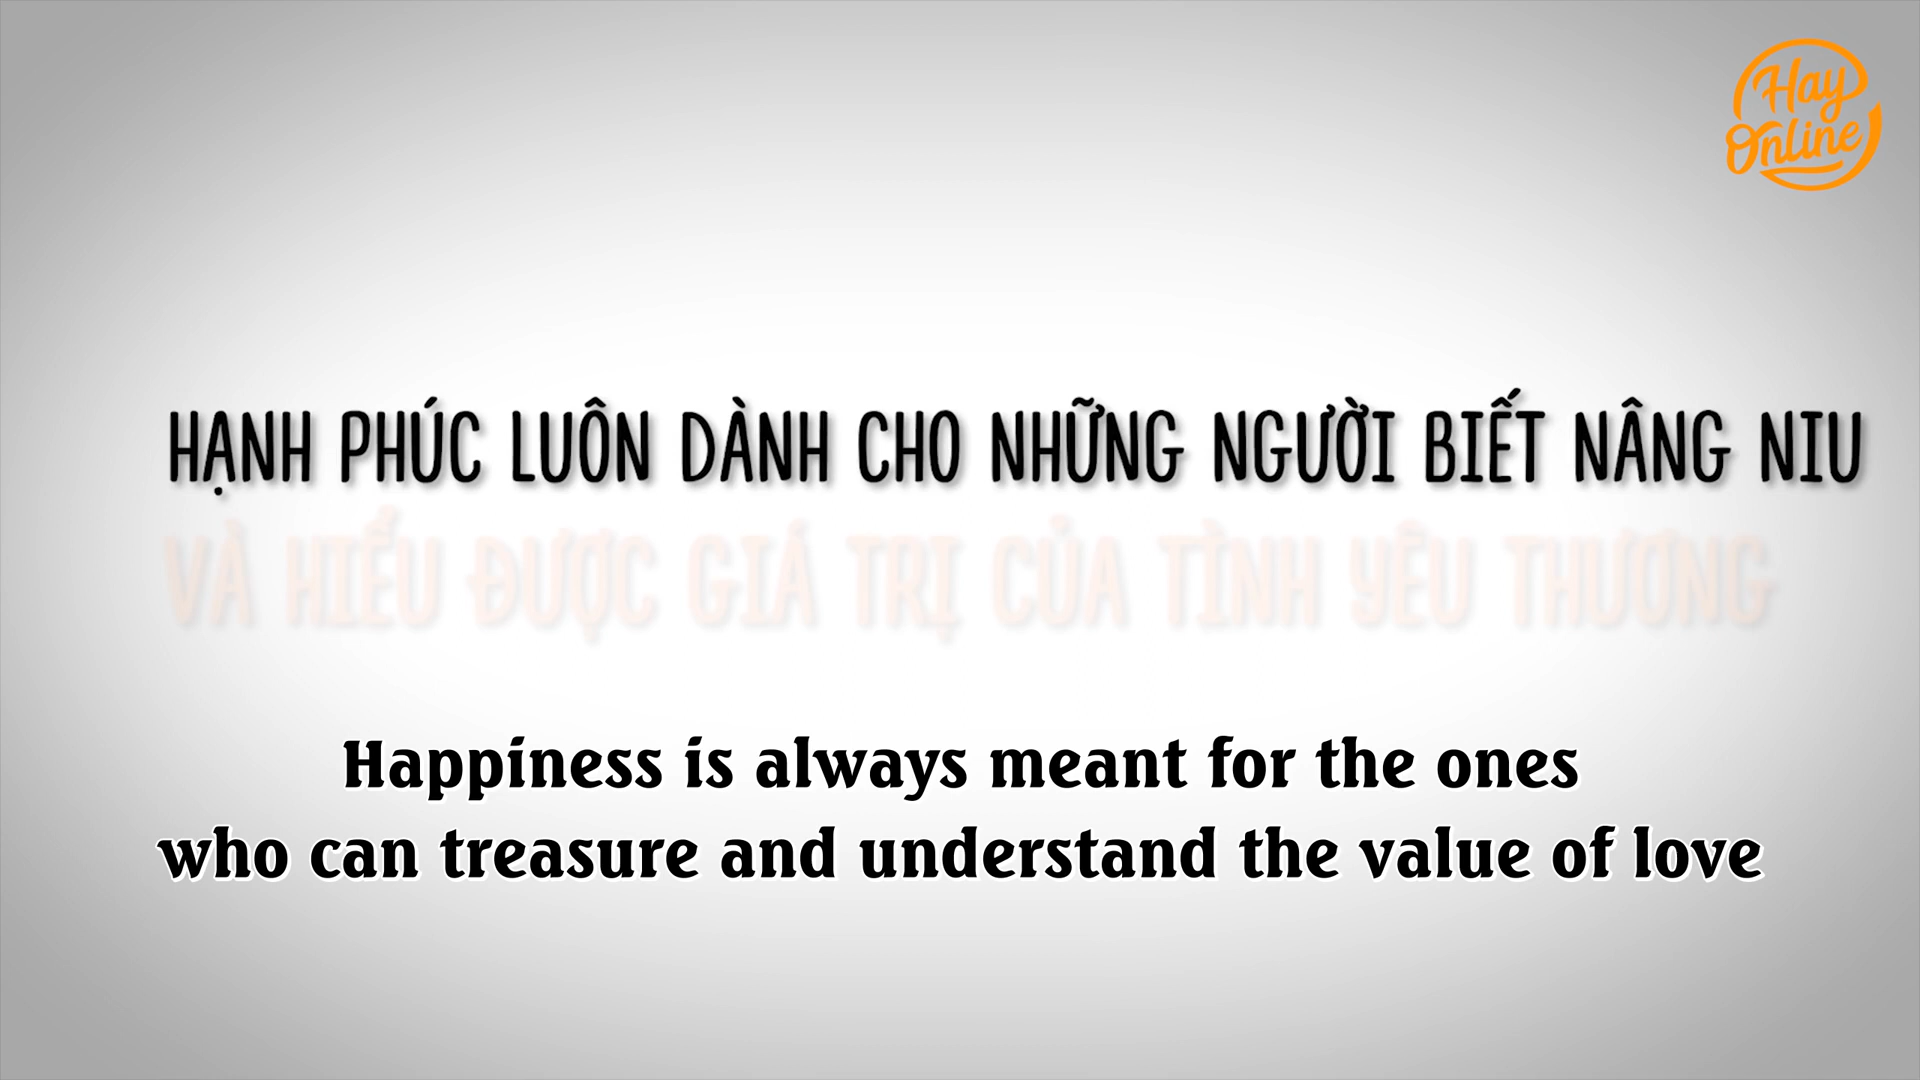 Hay
Online
HẠNH PHÚC LUÔN DÀNH CHO NHỮNG NGƯỜI BIẾT NÂNG NIU
VÀ HIỂU ĐƯỢC GIÁ TRỊ CỦA TÌNH YÊU THƯƠNG
Happiness is always meant for the ones
who can treasure and understand the value of love